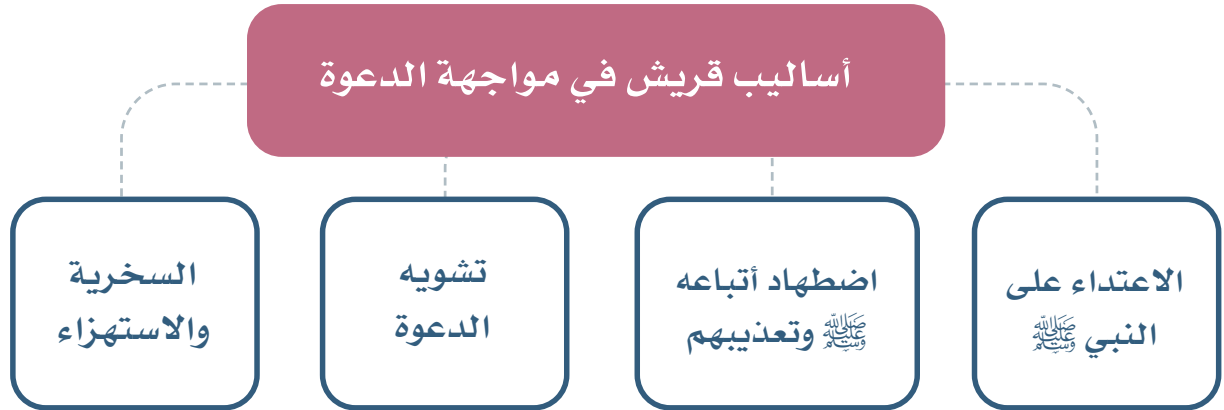 أساليب قريش في مواجهة الدعوة
الاعتداء على
النبي ﷺ
اضطهاد أتباعه
ﷺ وتعذيبهم
تشويه
الدعوة
السخرية
والاستهزاء